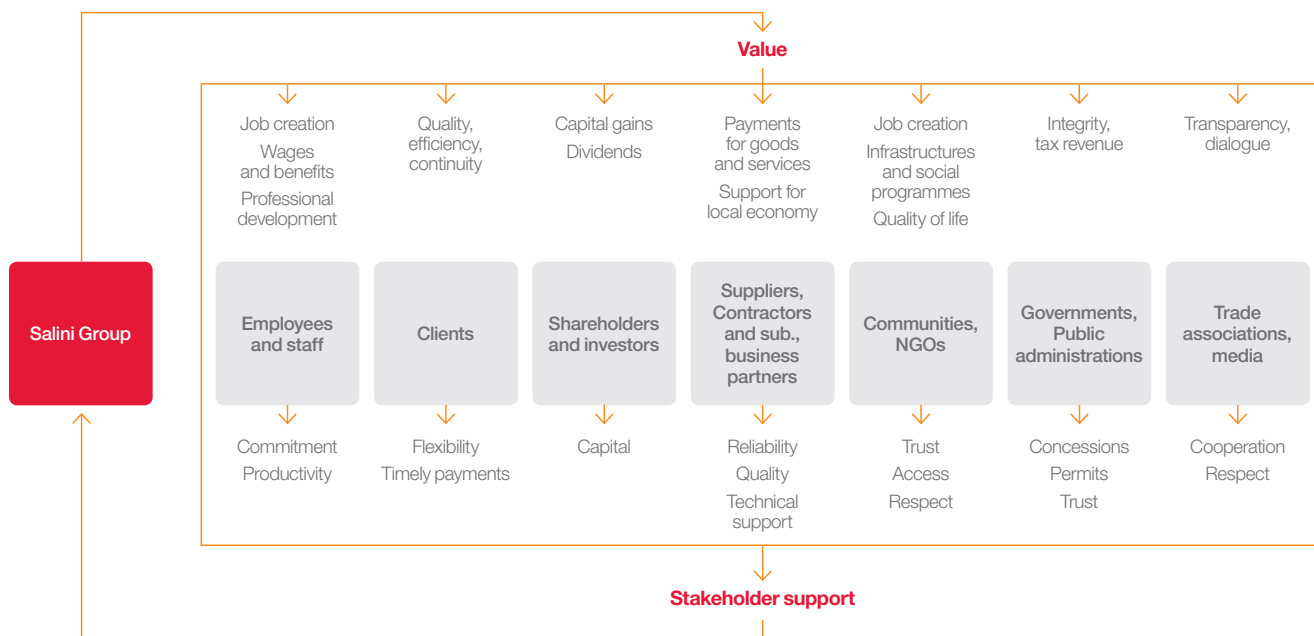 Value
Job creation
Wages
and benefits
Professional
development
Quality,
efficiency,
continuity
Capital gains
Dividends
Payments
for goods
and services
Support for
local economy
Job creation
Infrastructures
and social
programmes
Quality of life
Integrity,
tax revenue
Transparency,
dialogue
Salini Group
Employees
and staff
Clients
Shareholders
and investors
Suppliers,
Contractors
and sub.,
business
partners
Communities,
NGOs
Governments,
Public
administrations
Trade
associations,
media
Commitment
Productivity
Flexibility
Timely payments
Capital
Reliability
Quality
Technical
support
Trust
Access
Respect
Concessions
Permits
Trust
Cooperation
Respect
Stakeholder support